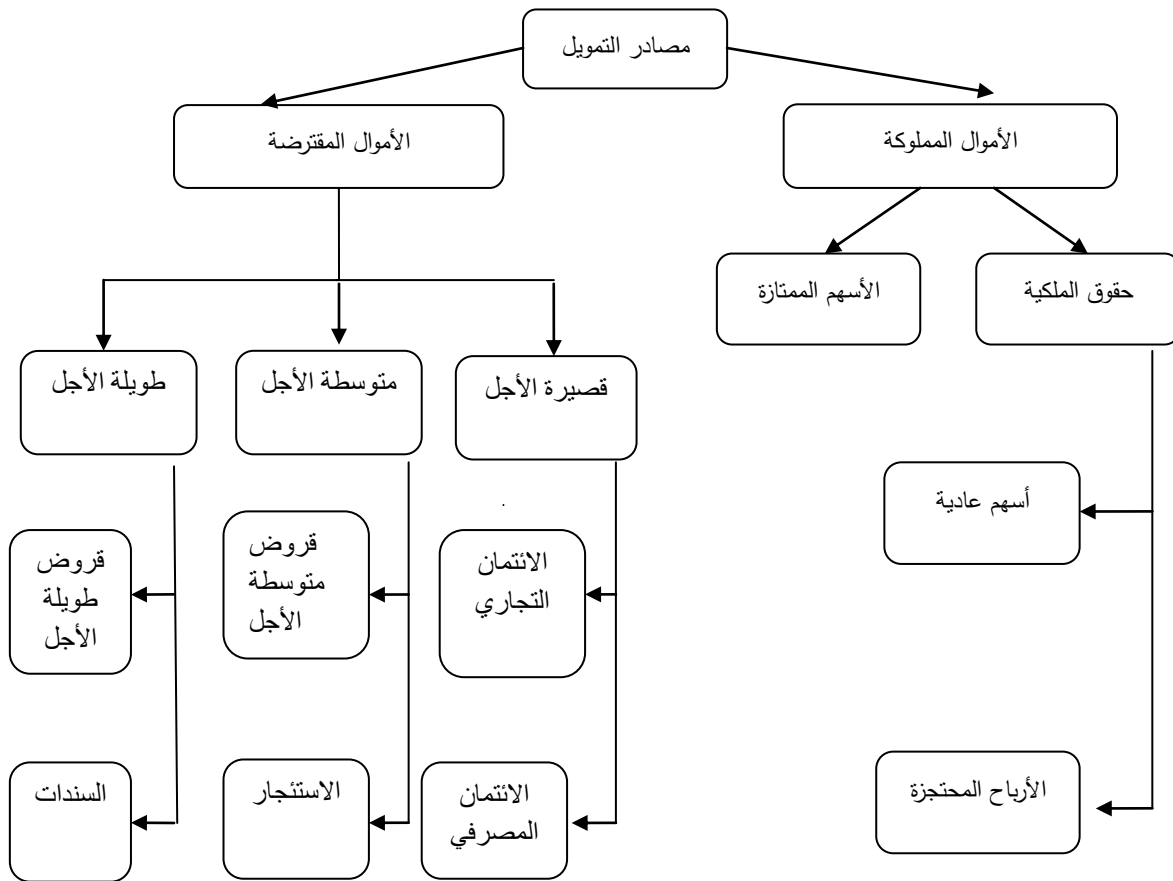 مصادر التمويل
الأموال المملوكة
الأموال المقترضة
حقوق الملكية
الأسهم الممتازة
قصيرة الأجل
متوسطة الأجل
طويلة الأجل
أسهم عادية
الائتمان
التجاري
قروض
متوسطة
الأجل
قروض
طويلة
الأجل
الأرباح المحتجزة
الائتمان
المصرفي
الاستئجار
السندات